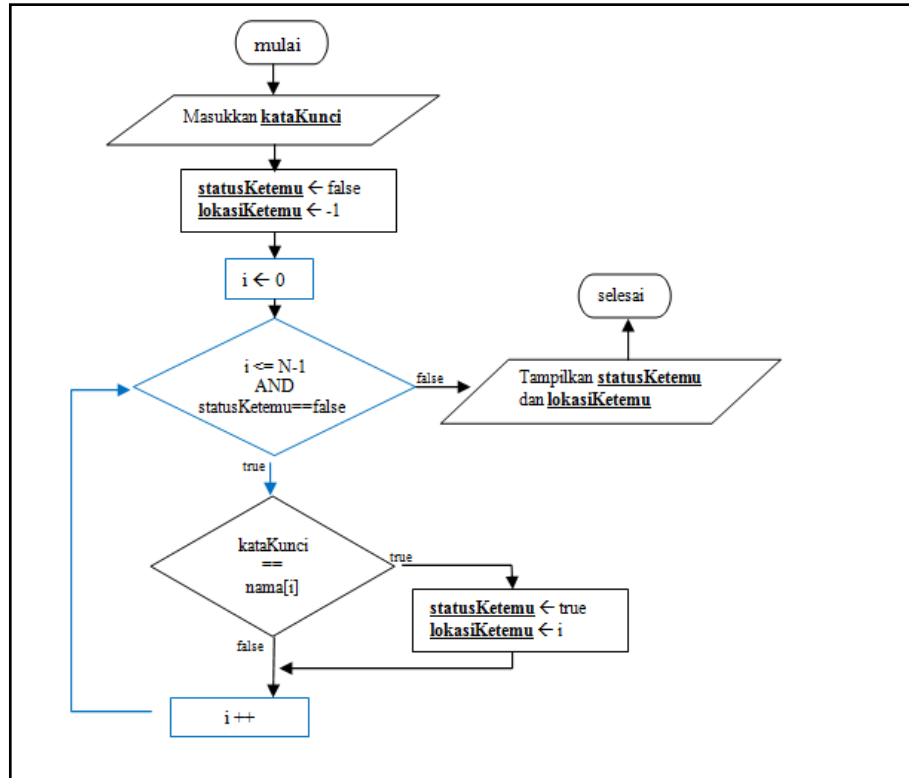 mulai
Masukkan kataKunci
statusKetemu ← false
lokasiKetemu ← -1
i ← 0
selesai
i <= N-1
AND
statusKetemu==false
false
Tampilkan statusKetemu
dan lokasiKetemu
true
kataKunci
==
nama[i]
true
statusKetemu ← true
lokasiKetemu ← i
false
i ++